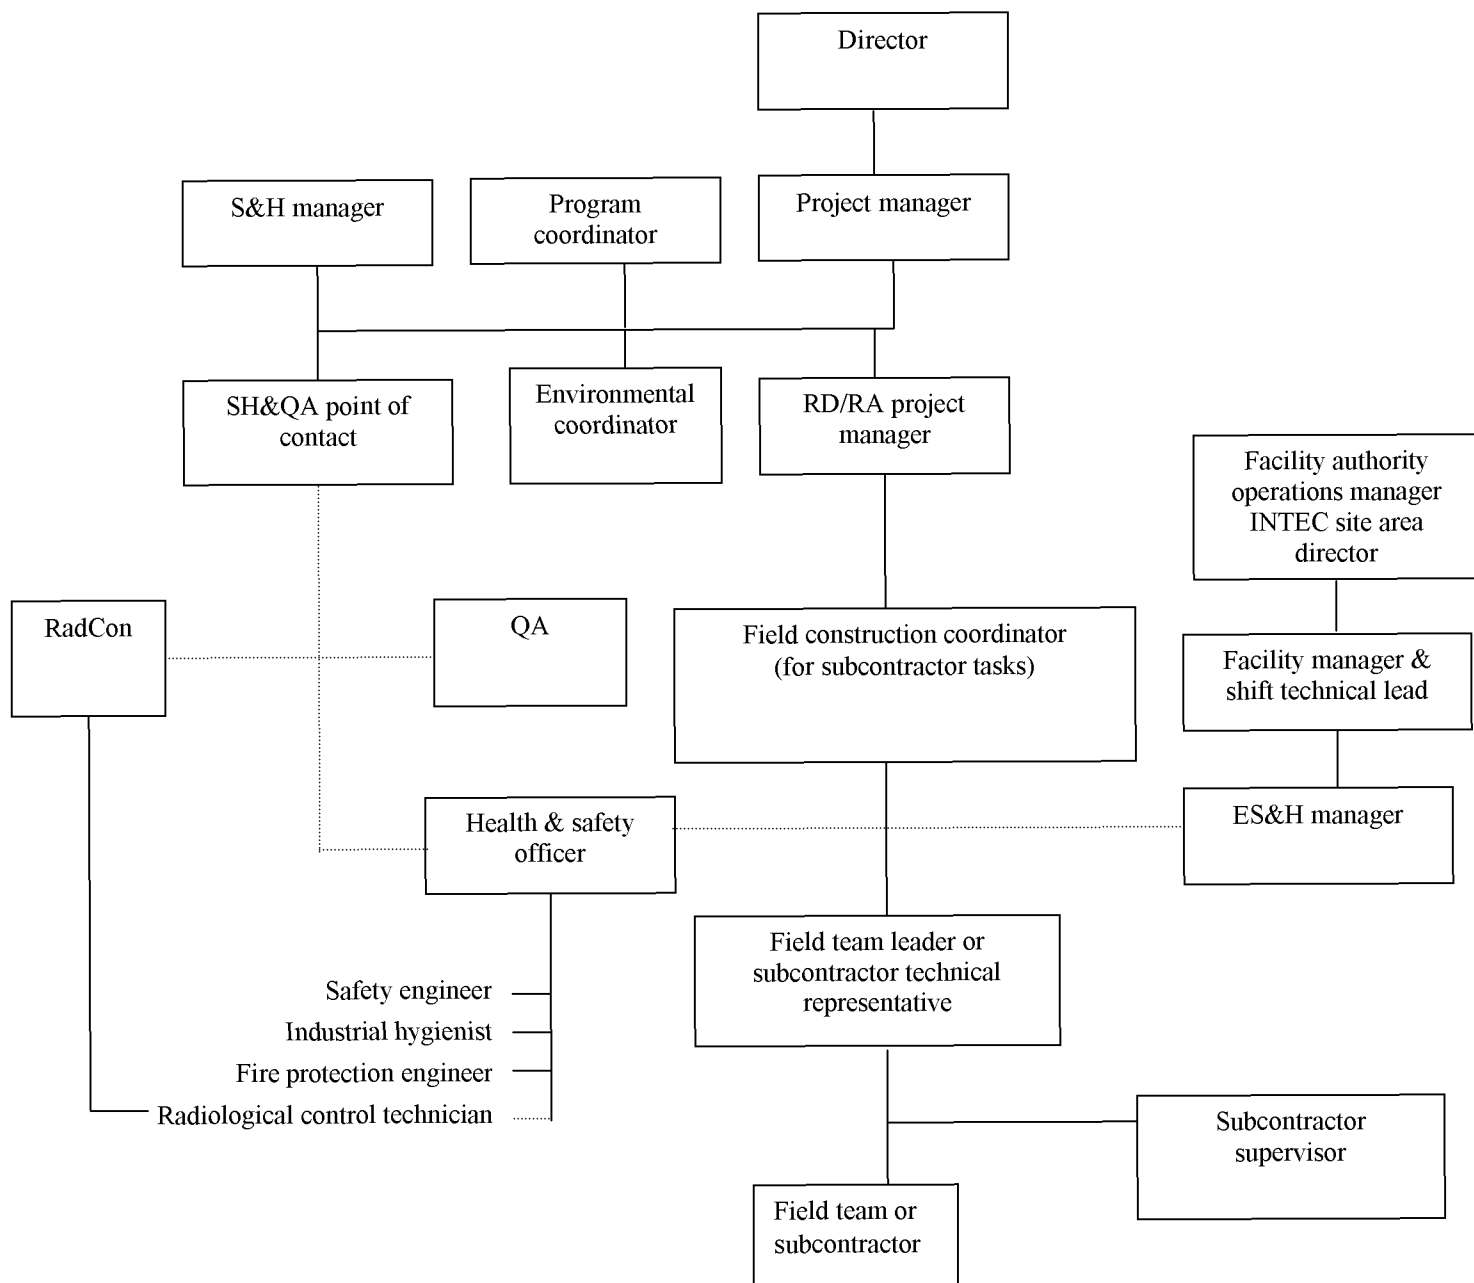 Director
S&H manager
Program
coordinator
Project manager
SH&QA point of
contact
Environmental
coordinator
RD/RA project
manager
Facility authority
operations manager
INTEC site area
director
RadCon
QA
Field construction coordinator
(for subcontractor tasks)
Facility manager &
shift technical lead
Health & safety
officer
ES&H manager
Field team leader or
subcontractor technical
representative
Safety engineer
Industrial hygienist
Fire protection engineer
Radiological control technician
Subcontractor
supervisor
Field team or
subcontractor